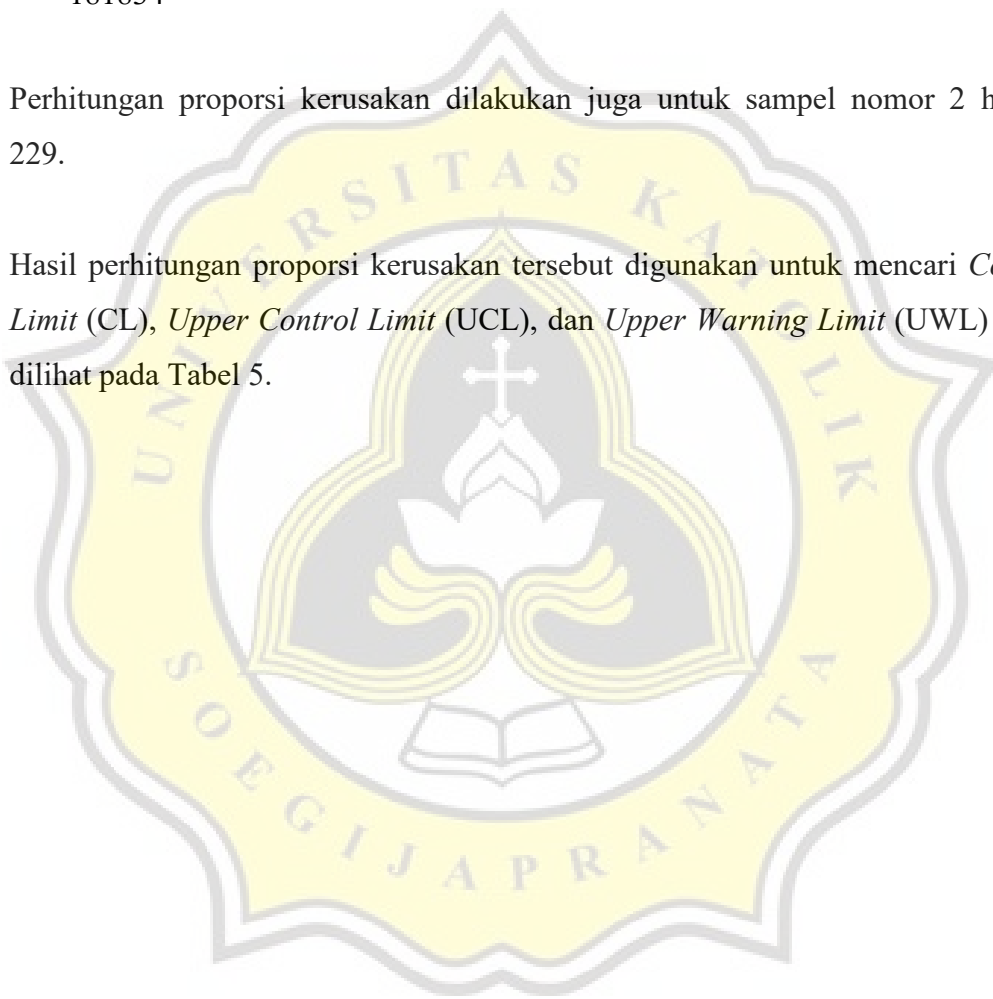 Perhitungan proporsi kerusakan dilakukan juga untuk sampel nomor 2
229.
Hasil perhitungan proporsi kerusakan tersebut digunakan untuk mencari
Limit (CL), Upper Control Limit (UCL), dan Upper Warning Limit (UWL)
dilihat pada Tabel 5.
UNIVERSITAS KATOLIK
SOEGIJAPRANATA